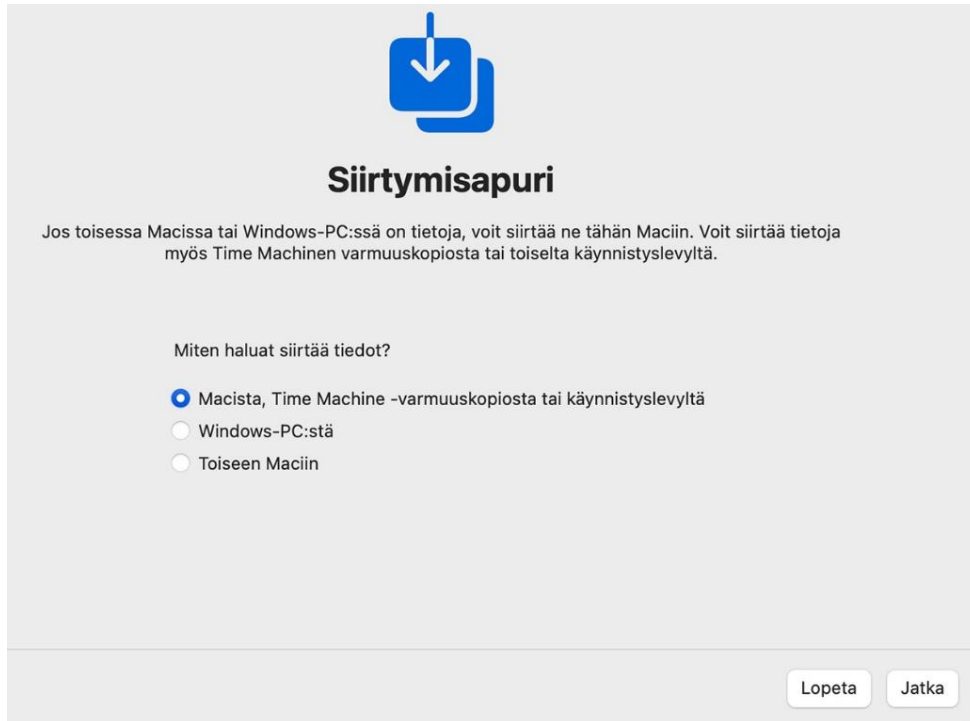 Siirtymisapuri
Jos toisessa Macissa tai Windows-PC:ssä on tietoja, voit siirtää ne tähän Maciin. Voit siirtää tietoja
myös Time Machinen varmuuskopiosta tai toiselta käynnistyslevyltä.
Miten haluat siirtää tiedot?
Macista, Time Machine -varmuuskopiosta tai käynnistyslevyltä
Windows-PC:stä
Toiseen Maciin
Lopeta Jatka